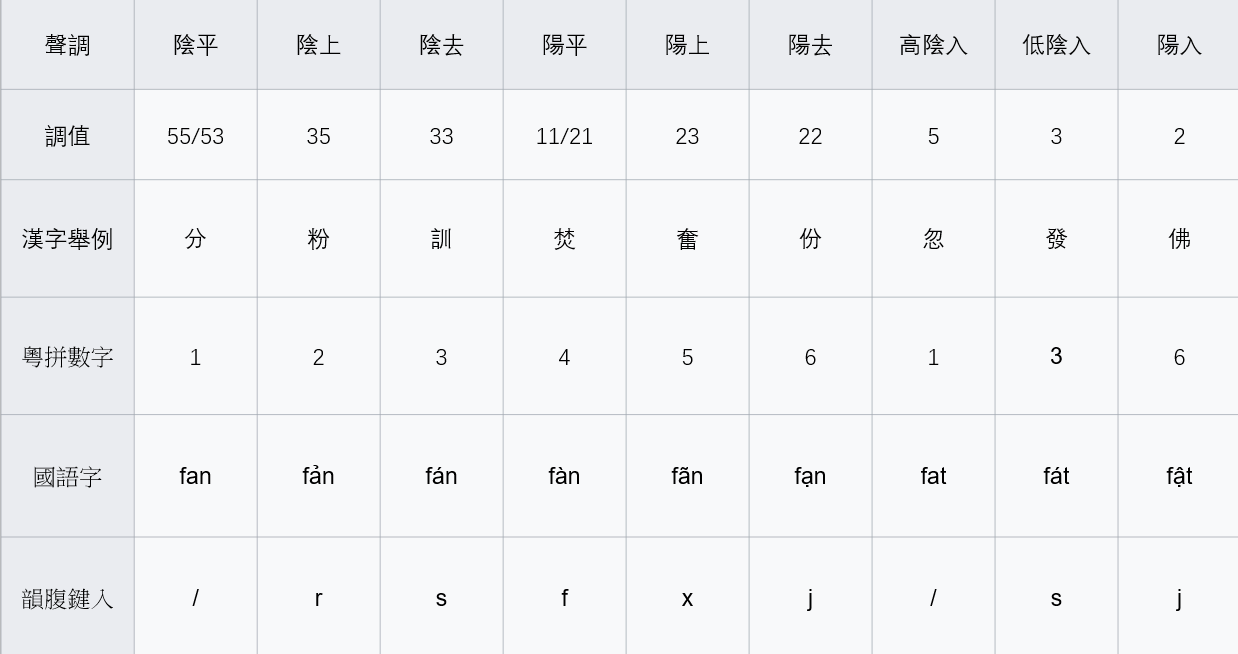 聲調 陰平 陰上 陰去 陽平 陽上 陽去 高陰入 低陰入 陽入
調值 55/53 35 33 11/21 23 22 5 3 2
漢字舉例 分 粉 訓 焚 奮 份 忽 發 佛
粵拼數字 1 2 3 4 5 6 1 3 6
國語字 fan fản fán fàn fãn fạn fat fát fật
韻腹鍵入 / r s f x j / s j